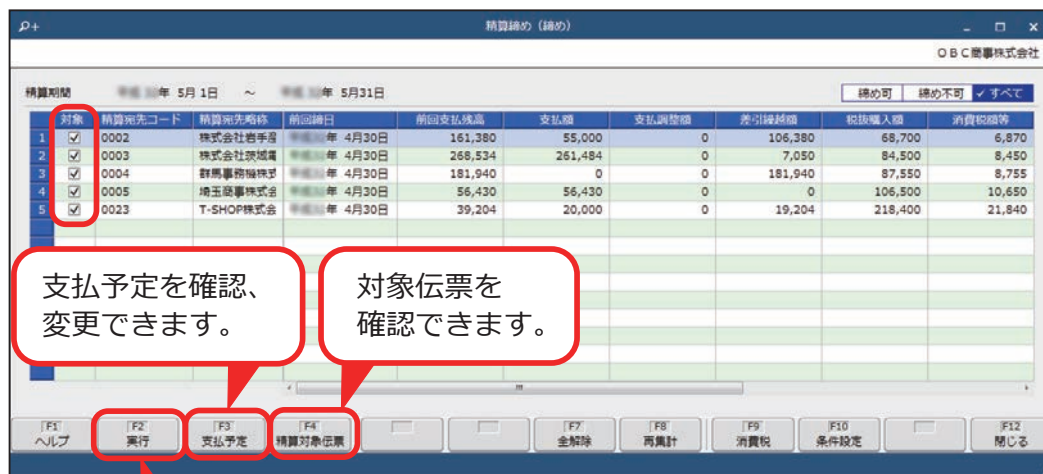 精算締め（締め）
ＯＢＣ商事株式会社
精算期間 年 5月 1日 ～ 年 5月31日
締め可 締め不可 ✓ すべて
対象 精算宛先コード 精算宛先略称 前回締日 前回支払残高 支払額 支払調整額 差引繰越額 税抜購入額 消費税額等
1 0002 株式会社岩手産 年 4月30日 161,380 55,000 0 106,380 68,700 6,870
2 0003 株式会社茨城電 年 4月30日 268,534 261,484 0 7,050 84,500 8,450
3 0004 群馬事務機株式 年 4月30日 181,940 0 0 181,940 87,550 8,755
4 0005 埼玉商事株式会 年 4月30日 56,430 56,430 0 0 106,500 10,650
5 0023 T-SHOP株式会 年 4月30日 39,204 20,000 0 19,204 218,400 21,840
支払予定を確認、
変更できます。
対象伝票を
確認できます。
F1 F2 F3 F4 F7 F8 F9 F10 F12
ヘルプ 実行 支払予定 精算対象伝票 全解除 再集計 消費税 条件設定 閉じる